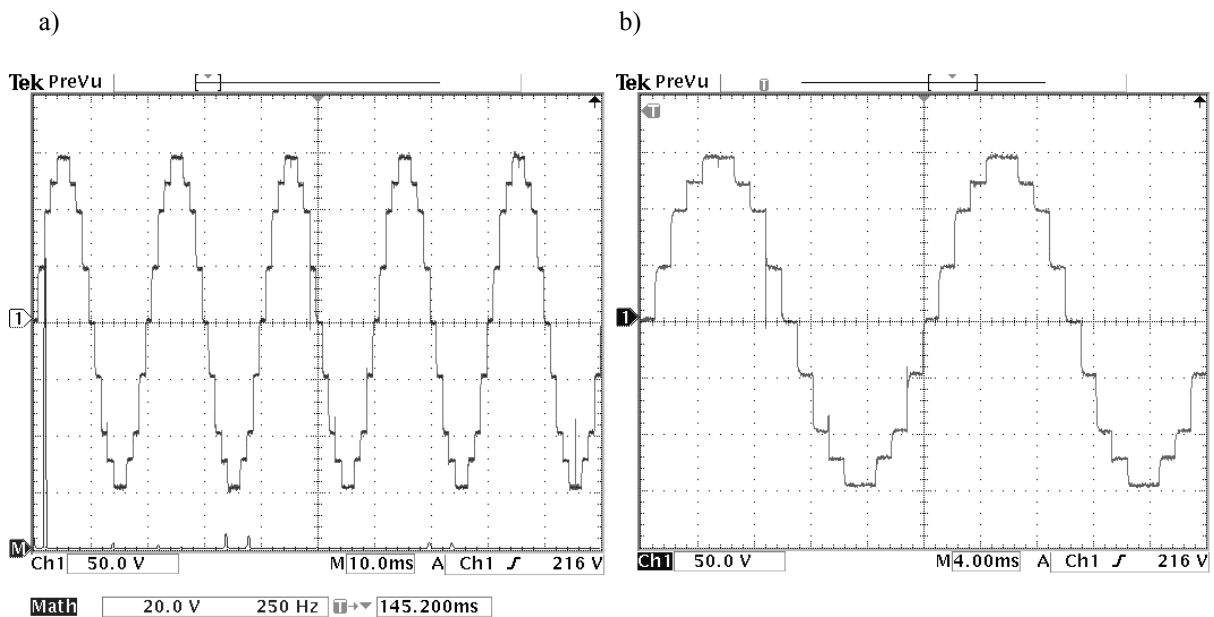 a)
Tek PreVu
T
1
M
Ch1 50.0 V M 10.0ms A Ch1 216 V
Math 20.0 V 250 Hz T 145.200ms
b)
Tek PreVu
T
T
1
Ch1 50.0 V M 4.00ms A Ch1 216 V